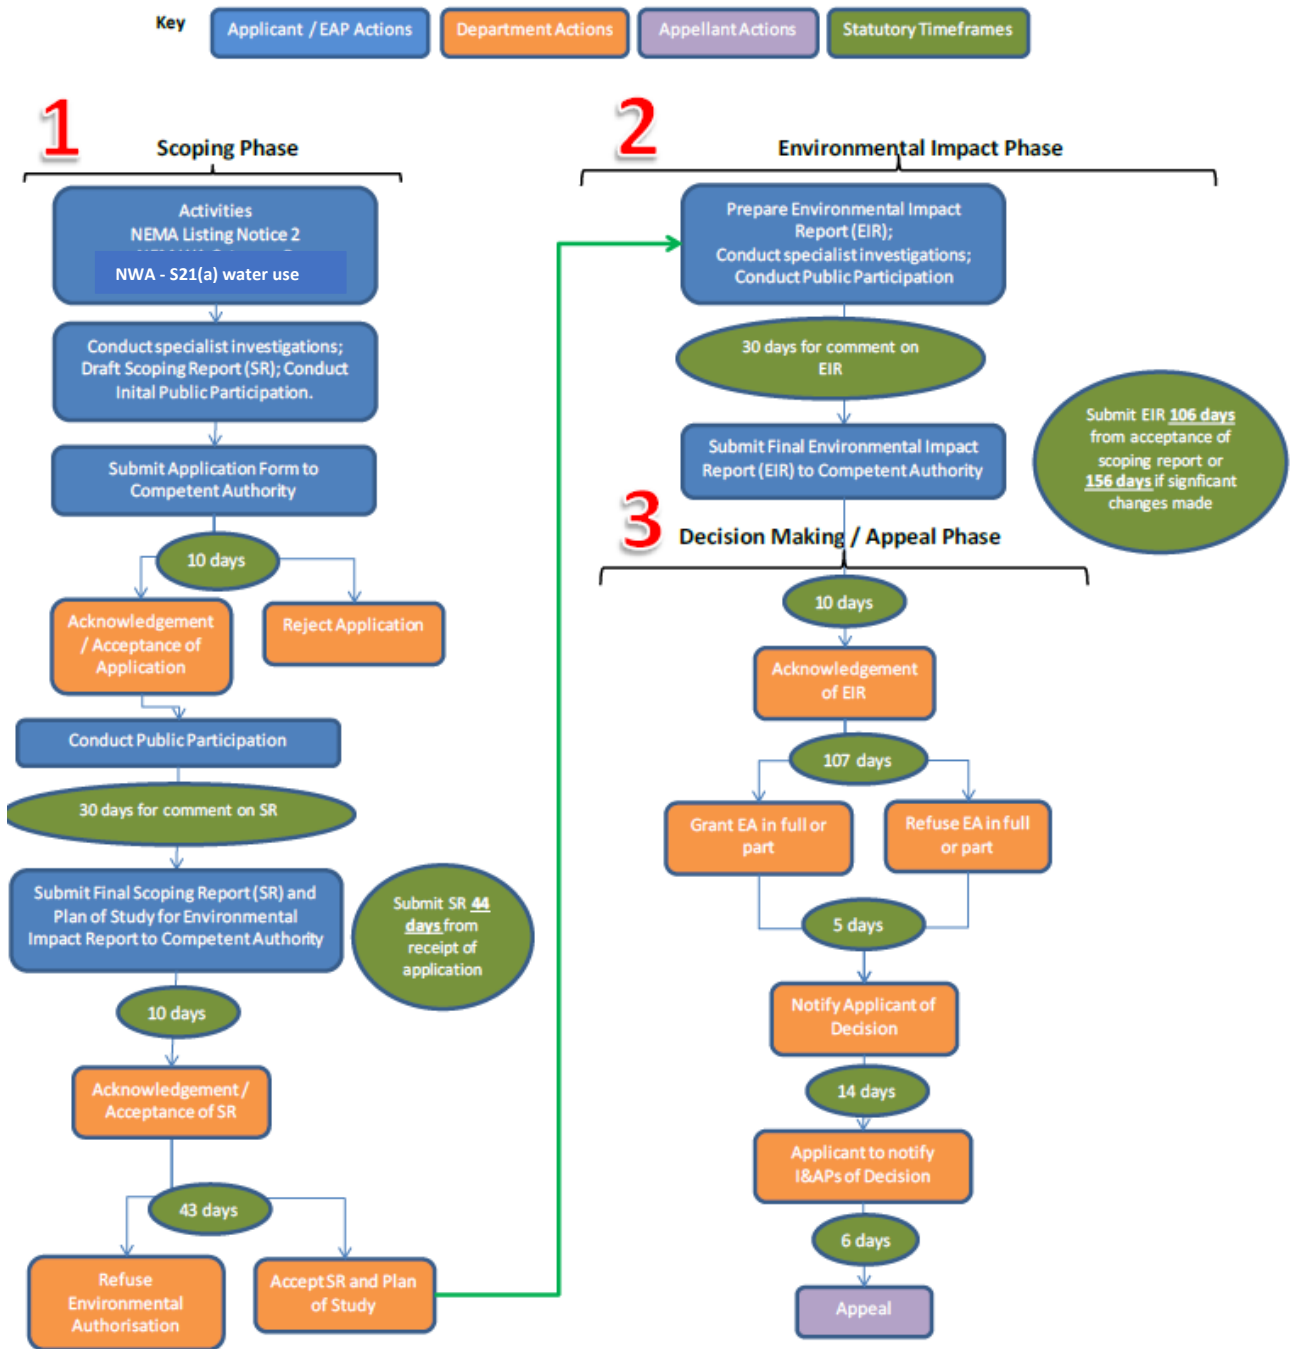 Key
Applicant / EAP Actions
Department Actions
Appellant Actions
Statutory Timeframes
1
Scoping Phase
Activities
NEMA Listing Notice 2
NWA - S21(a) water use
Conduct specialist investigations;
Draft Scoping Report (SR); Conduct
Inital Public Participation.
Submit Application Form to
Competent Authority
10 days
Acknowledgement
/ Acceptance of
Application
Reject Application
Conduct Public Participation
30 days for comment on SR
Submit Final Scoping Report (SR) and
Plan of Study for Environmental
Impact Report to Competent Authority
Submit SR 44
days from
receipt of
application
10 days
Acknowledgement /
Acceptance of SR
43 days
Refuse
Environmental
Authorisation
Accept SR and Plan
of Study
2
Environmental Impact Phase
Prepare Environmental Impact
Report (EIR);
Conduct specialist investigations;
Conduct Public Participation
30 days for comment on
EIR
Submit Final Environmental Impact
Report (EIR) to Competent Authority
Submit EIR 106 days
from acceptance of
scoping report or
156 days if signficant
changes made
3
Decision Making / Appeal Phase
10 days
Acknowledgement
of EIR
107 days
Grant EA in full or
part
Refuse EA in full
or part
5 days
Notify Applicant of
Decision
14 days
Applicant to notify
I&APs of Decision
6 days
Appeal